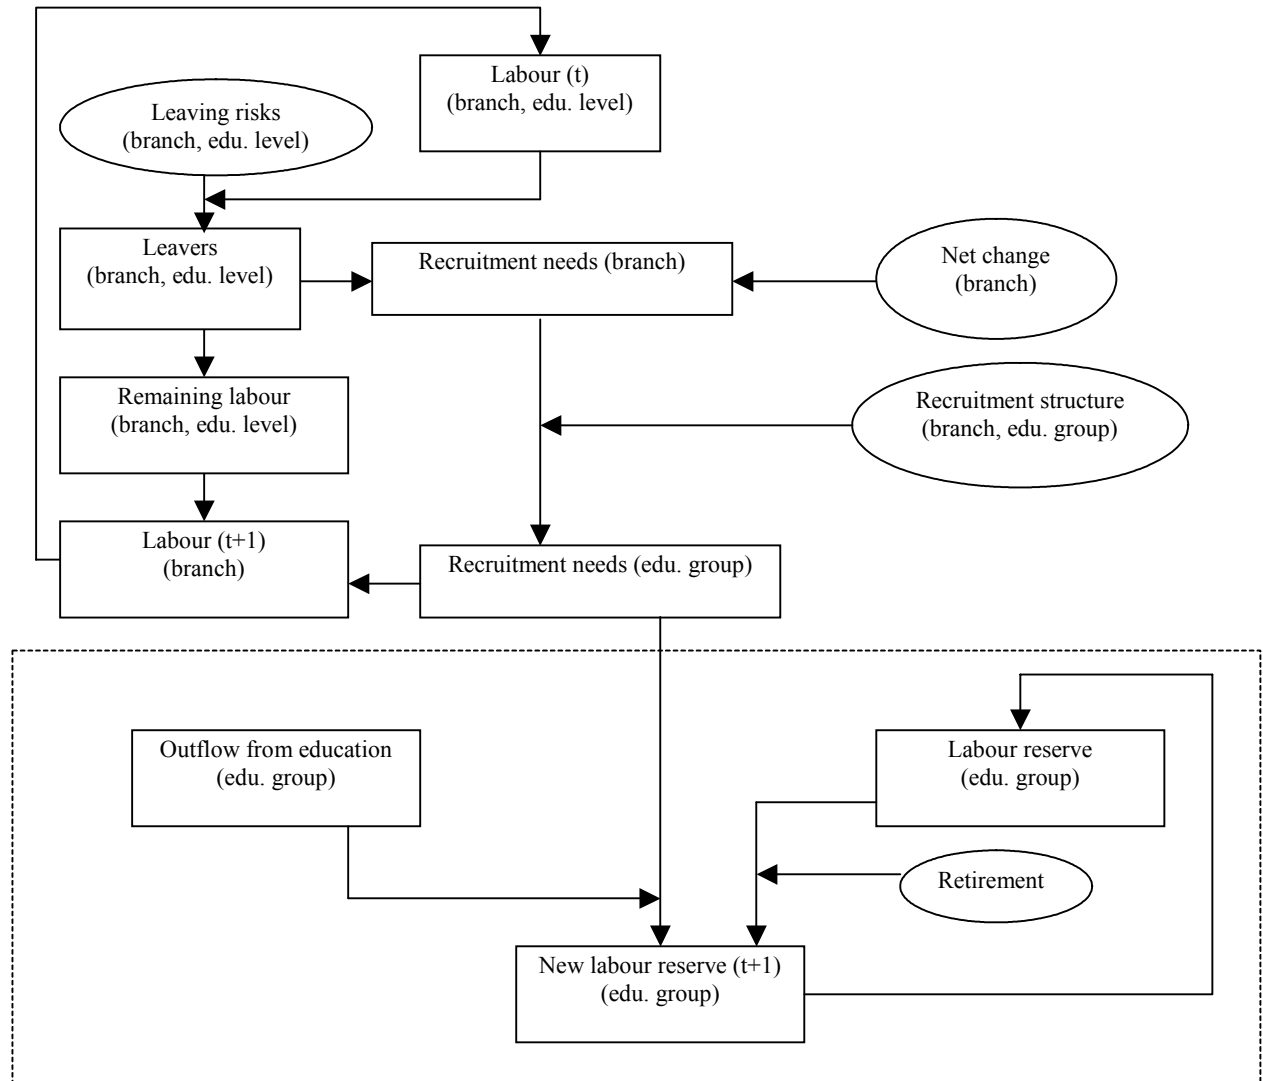 Labour (t)
(branch, edu. level)
Leaving risks
(branch, edu. level)
Leavers
(branch, edu. level)
Recruitment needs (branch)
Net change
(branch)
Remaining labour
(branch, edu. level)
Recruitment structure
(branch, edu. group)
Labour (t+1)
(branch)
Recruitment needs (edu. group)
Outflow from education
(edu. group)
Labour reserve
(edu. group)
Retirement
New labour reserve (t+1)
(edu. group)